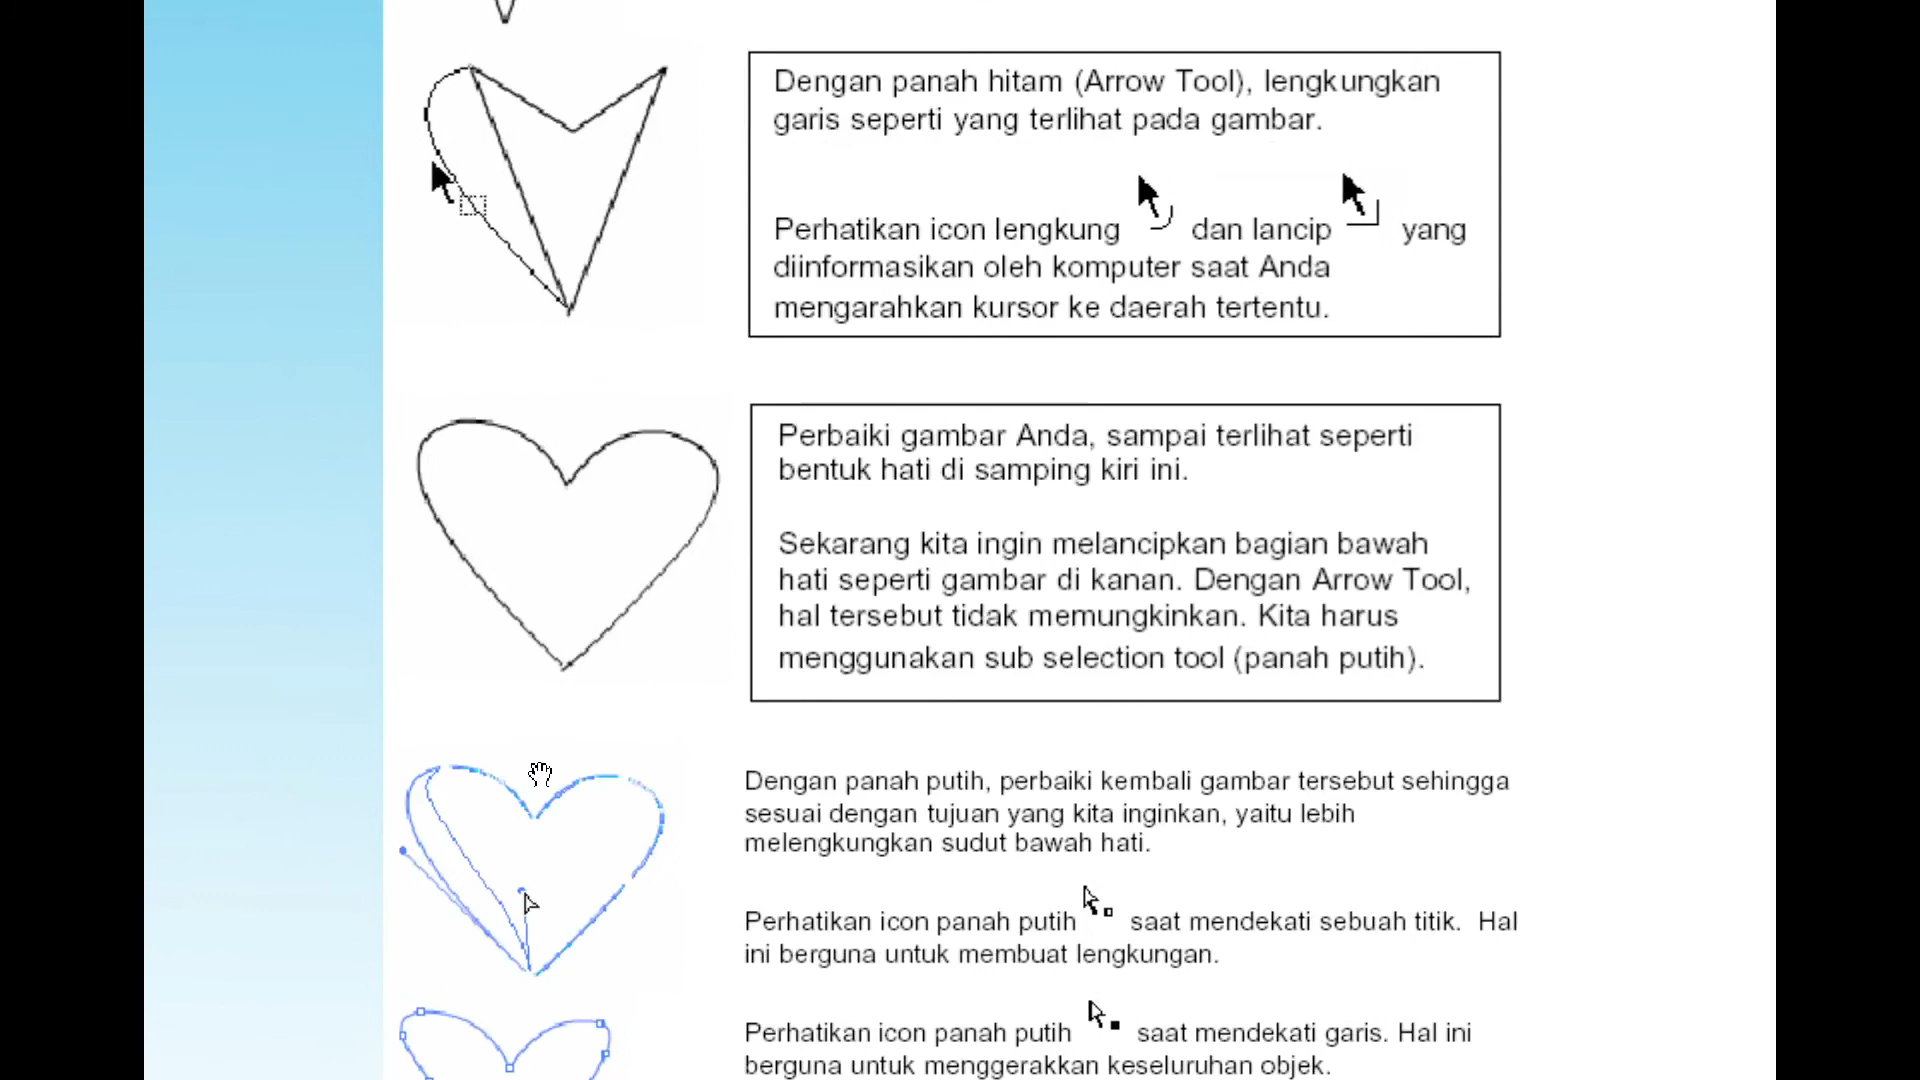 Dengan panah hitam (Arrow Tool), lengkungkan
garis seperti yang terlihat pada gambar.
Perhatikan icon lengkung dan lancip yang
diinformasikan oleh komputer saat Anda
mengarahkan kursor ke daerah tertentu.
Perbaiki gambar Anda, sampai terlihat seperti
bentuk hati di samping kiri ini.
Sekarang kita ingin melancipkan bagian bawah
hati seperti gambar di kanan. Dengan Arrow Tool,
hal tersebut tidak memungkinkan. Kita harus
menggunakan sub selection tool (panah putih).
Dengan panah putih, perbaiki kembali gambar tersebut sehingga
sesuai dengan tujuan yang kita inginkan, yaitu lebih
melengkungkan sudut bawah hati.
Perhatikan icon panah putih saat mendekati sebuah titik. Hal
ini berguna untuk membuat lengkungan.
Perhatikan icon panah putih saat mendekati garis. Hal ini
berguna untuk menggerakkan keseluruhan objek.